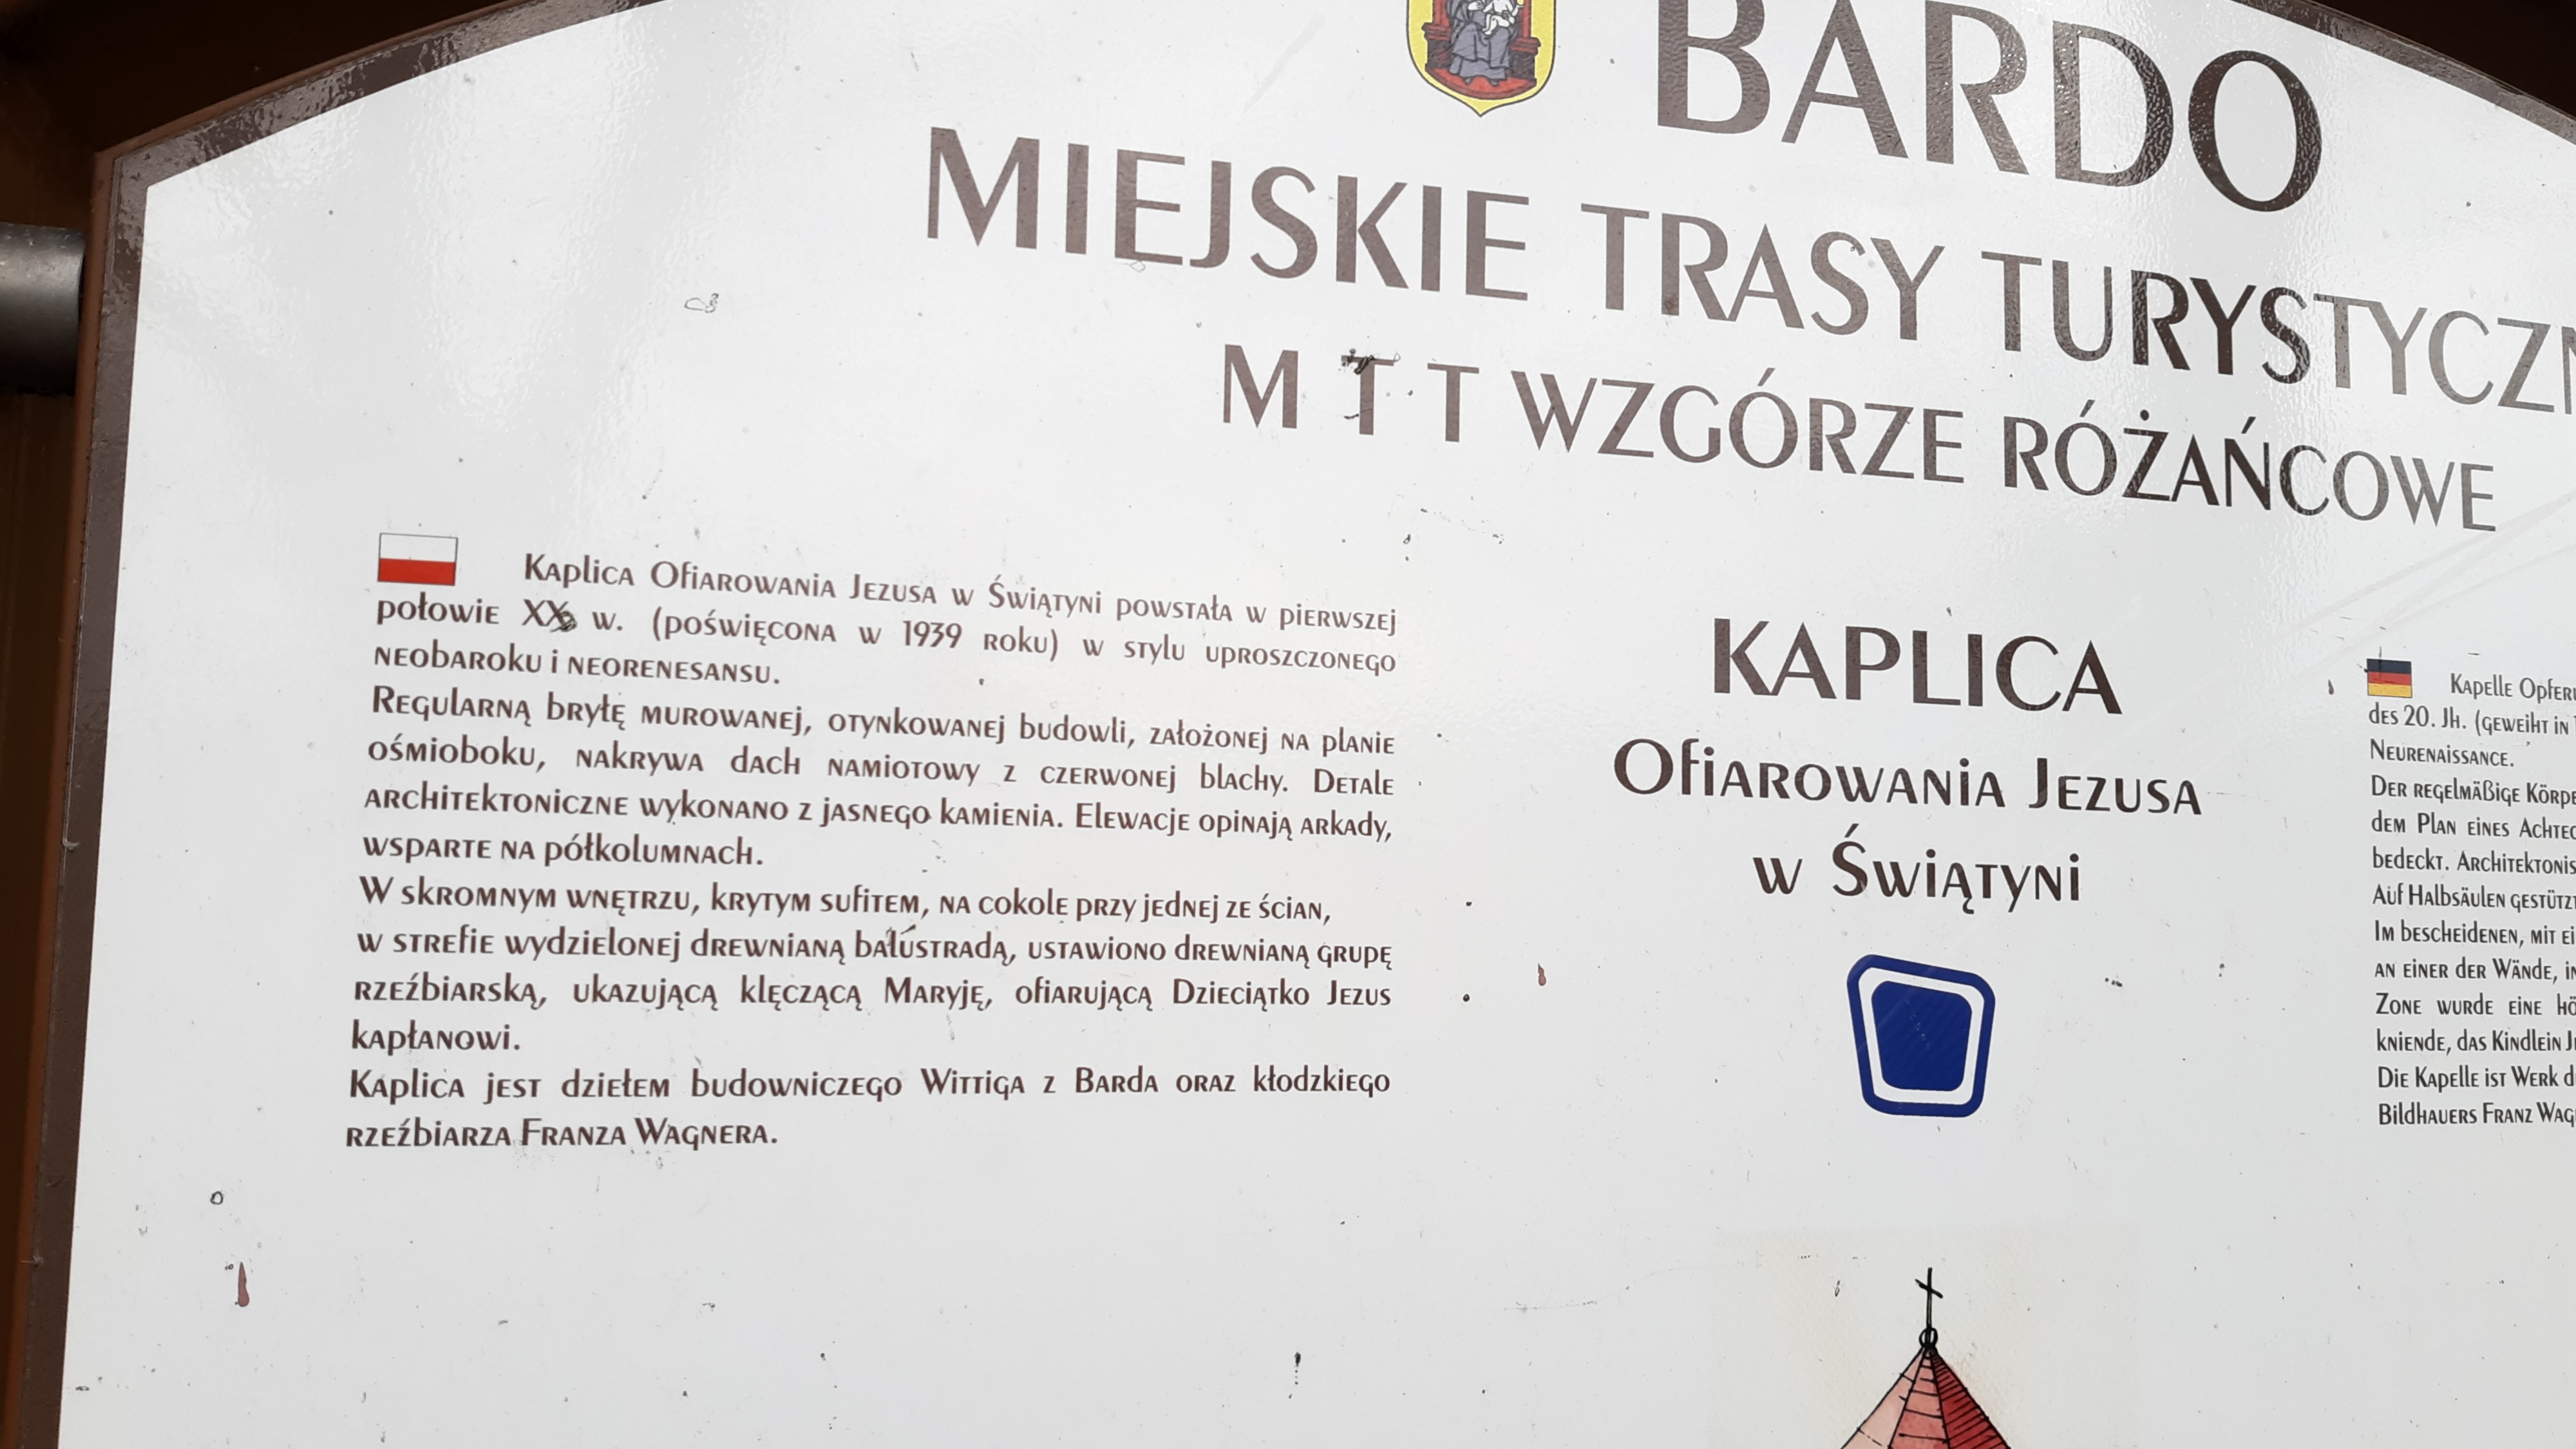 BARDO
MIEJSKIE TRASY TURYSTYCZN
M T T WZGÓRZE RÓŻAŃCOWE
Kaplica Ofiarowania Jezusa w Świątyni powstała w pierwszej
połowie XX w. (poświęcona w 1939 roku) w stylu uproszczonego
neobaroku i neorenesansu.
Regularną bryłę murowanej, otynkowanej budowli, założonej na planie
ośmioboku, nakrywa dach namiotowy z czerwonej blachy. Detale
architektoniczne wykonano z jasnego kamienia. Elewacje opinają arkady,
wsparte na półkolumnach.
W skromnym wnętrzu, krytym sufitem, na cokole przy jednej ze ścian,
w strefie wydzielonej drewnianą balustradą, ustawiono drewnianą grupę
rzeźbiarską, ukazującą klęczącą Maryję, ofiarującą Dzieciątko Jezus
kapłanowi.
Kaplica jest dziełem budowniczego Wittiga z Barda oraz kłodzkiego
rzeźbiarza Franza Wagnera.
KAPLICA
Ofiarowania Jezusa
w Świątyni
Kapelle Opferu
des 20. Jh. (geweiht in
Neurenaissance.
Der regelmäßige Körpe
dem Plan eines Achtec
bedeckt. Architektonis
Auf Halbsäulen gestütz
Im bescheidenen, mit ei
an einer der Wände, in
Zone wurde eine hö
kniende, das Kindlein J
Die Kapelle ist Werk d
Bildhauers Franz Wag